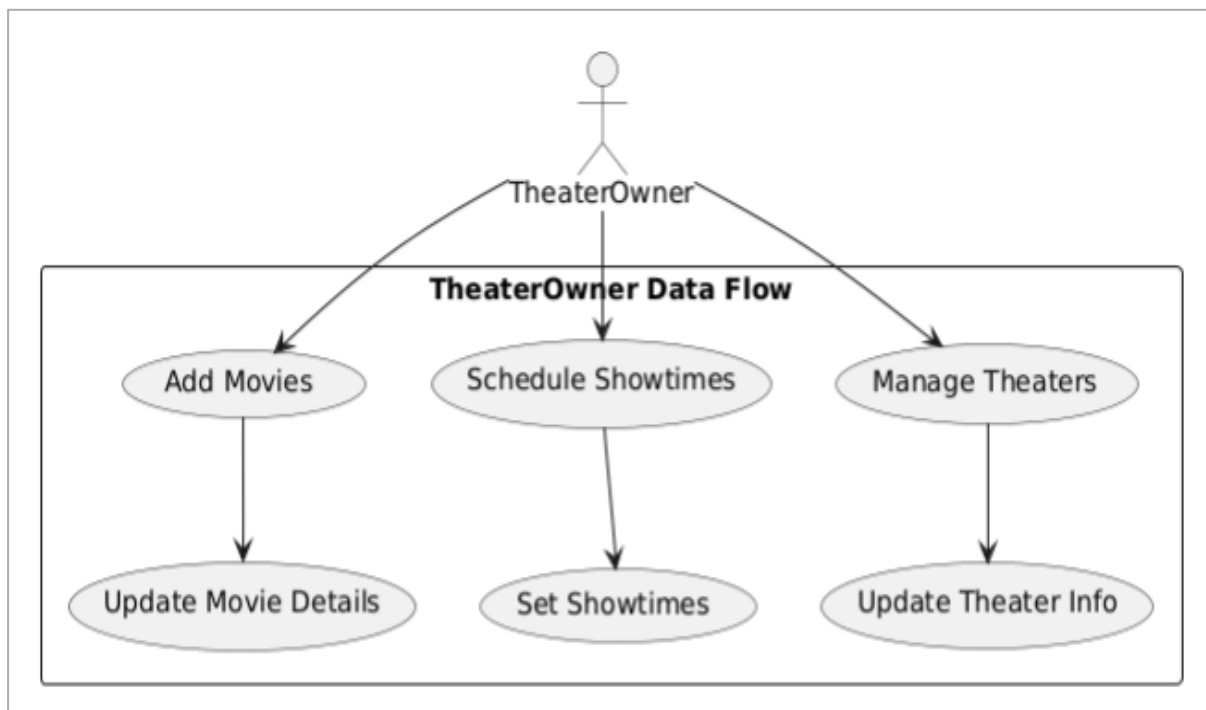 TheaterOwner
TheaterOwner Data Flow
Add Movies
Schedule Showtimes
Manage Theaters
Update Movie Details
Set Showtimes
Update Theater Info